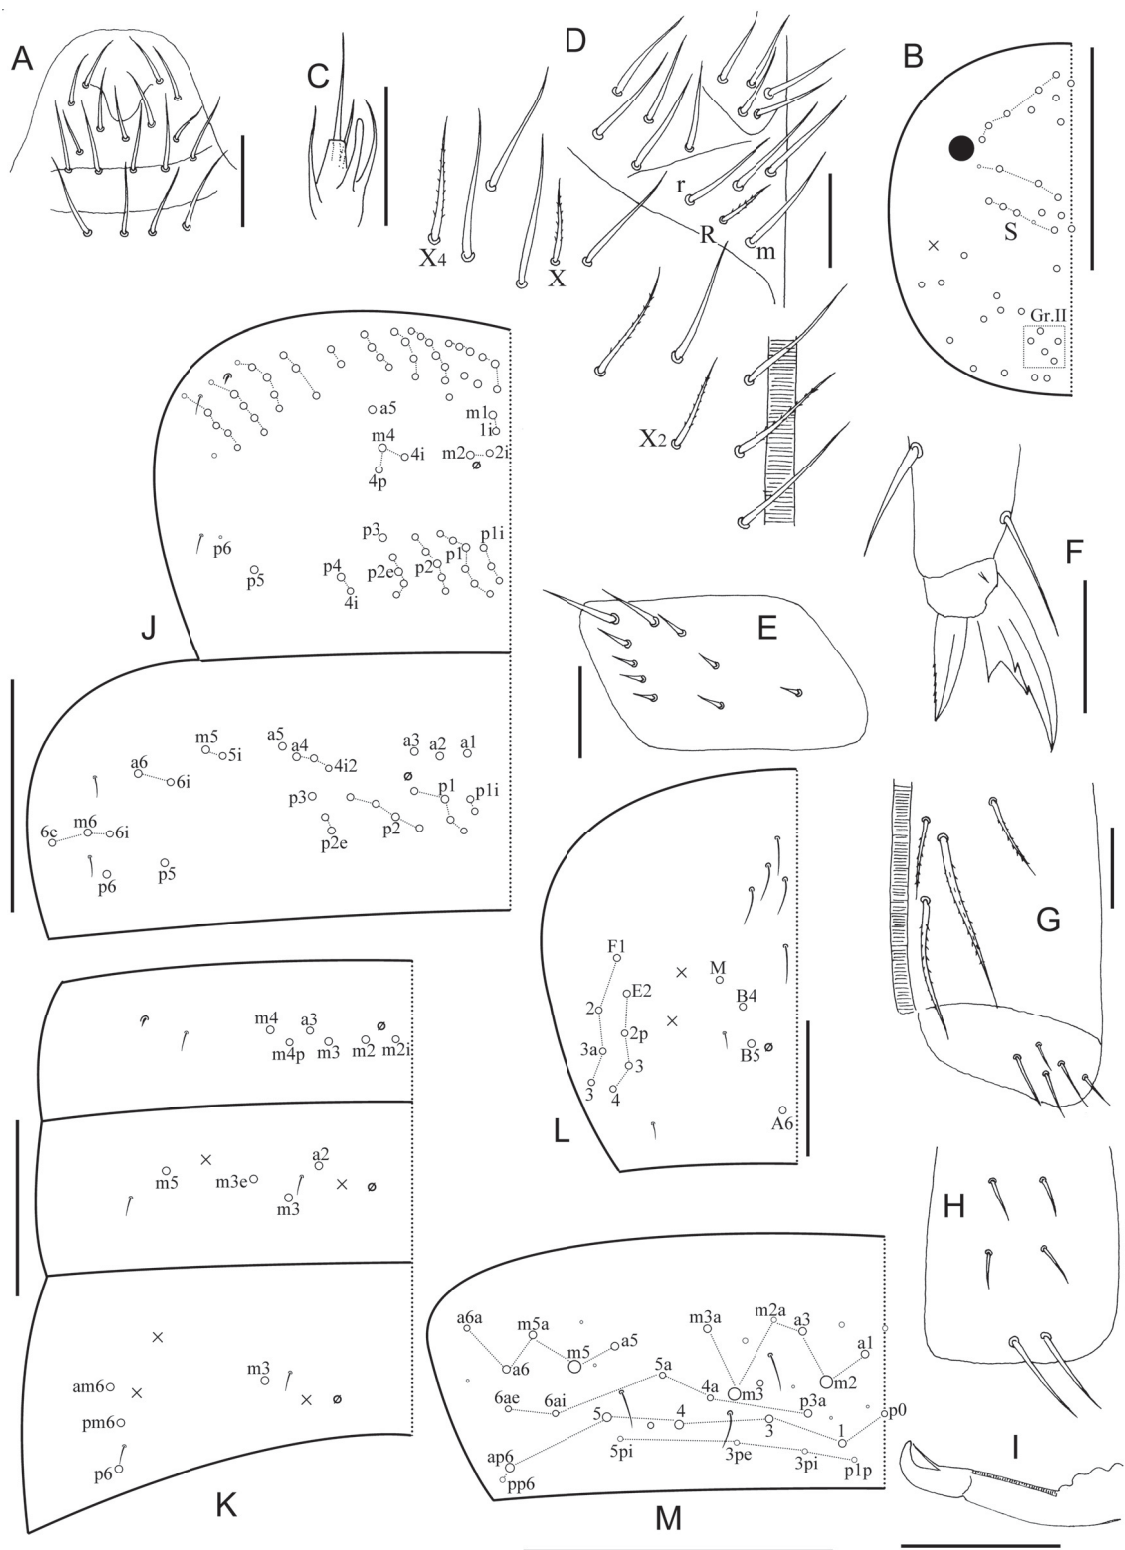 A
C
D
B
r
R
m
X4
X
X2
S
Gr.II
J
a5
m1
1i
m4
4i
4p
m2
2i
ø
p6
p5
p3
p4
4i
p2e
p2
p1
p1i
E
F
a6
6i
m5
5i
a5
a4
4i2
a3
a2
a1
ø
6e
m6
6i
p6
p5
p3
p2e
p2
p1
p1i
G
F1
2
3a
3
E2
2p
3
4
M
B4
B5
ø
A6
L
m4
m4p
a3
m3
m2
ø
m2i
m5
m3e
a2
m3
ø
am6
pm6
p6
m3
ø
K
H
I
a6a
m5a
a6
m5
a5
m3a
m2a
a3
a1
m3
m2
6ae
6ai
5a
4a
p3a
p0
5
4
3
1
ap6
pp6
5pi
3pe
3pi
p1p
M